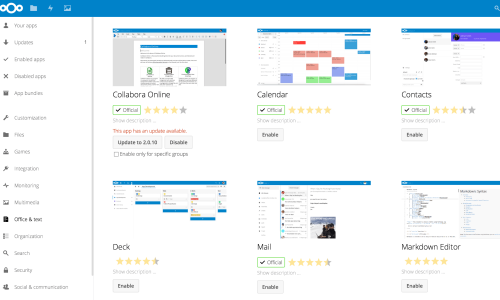 Your apps
Updates 1
Enabled apps
Disabled apps
App bundles
Customization
Files
Games
Integration
Monitoring
Multimedia
Office & text
Organization
Search
Security
Social & communication
Collabora Online
Official
Show description …
This app has an update available.
Update to 2.0.10
Disable
Enable only for specific groups
Calendar
Official
Show description …
Enable
Contacts
Official
Show description …
Enable
Deck
Show description …
Enable
Mail
Official
Show description …
Enable
Markdown Editor
Show description …
Enable